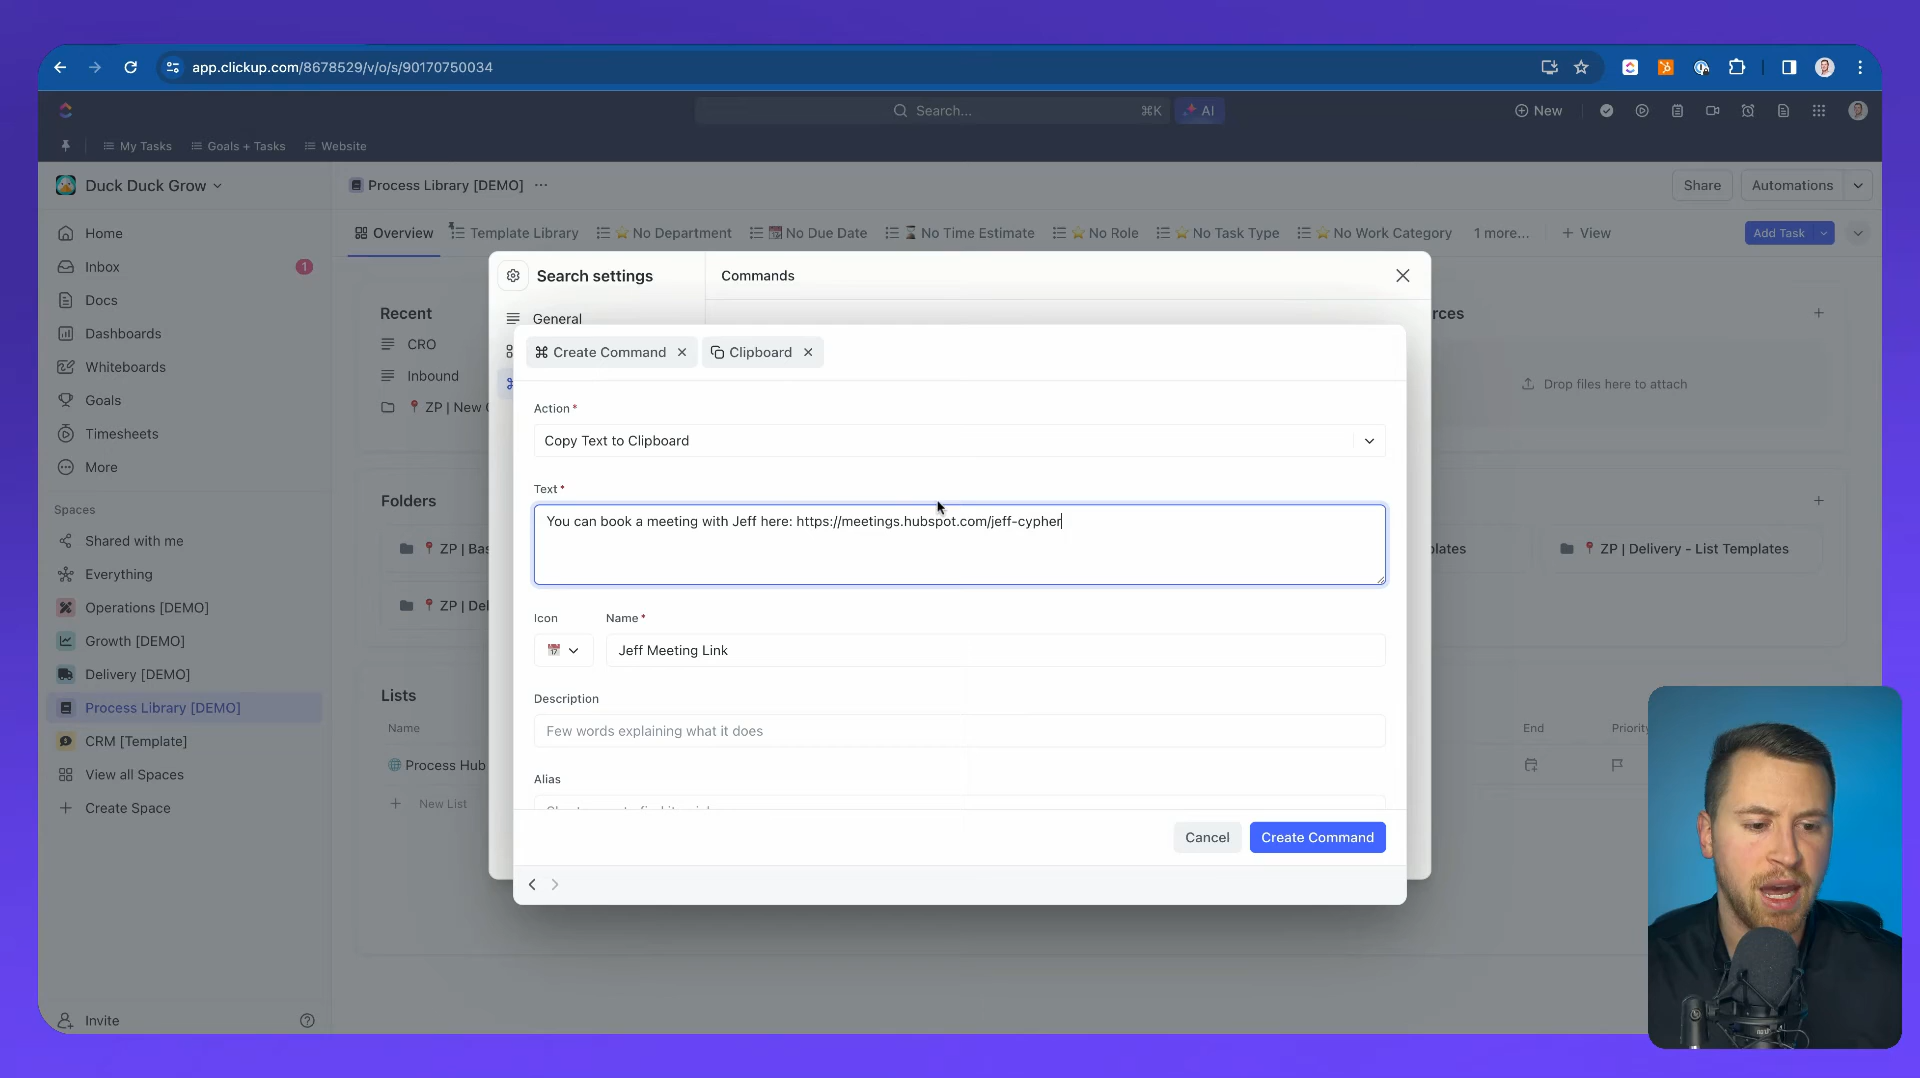 app.clickup.com/8678529/v/o/s/90170750034
Search...
⌘K
AI
New
My Tasks
Goals + Tasks
Website
Duck Duck Grow
Process Library [DEMO]
Share
Automations
Home
Inbox
1
Docs
Dashboards
Whiteboards
Goals
Timesheets
More
Spaces
Shared with me
Everything
Operations [DEMO]
Growth [DEMO]
Delivery [DEMO]
Process Library [DEMO]
CRM [Template]
View all Spaces
Create Space
Invite
Overview
Template Library
No Department
No Due Date
No Time Estimate
No Role
No Task Type
No Work Category
1 more...
View
Add Task
Recent
CRO
Inbound
ZP | New
Folders
ZP |
ZP |
Lists
Name
Process Hub
New List
Drop files here to attach
ZP | Delivery - List Templates
End
Search settings
Commands
General
⌘ Create Command
Clipboard
Action *
Copy Text to Clipboard
Text *
You can book a meeting with Jeff here: https://meetings.hubspot.com/jeff-cypher
Icon
Name *
Jeff Meeting Link
Description
Few words explaining what it does
Alias
Cancel
Create Command